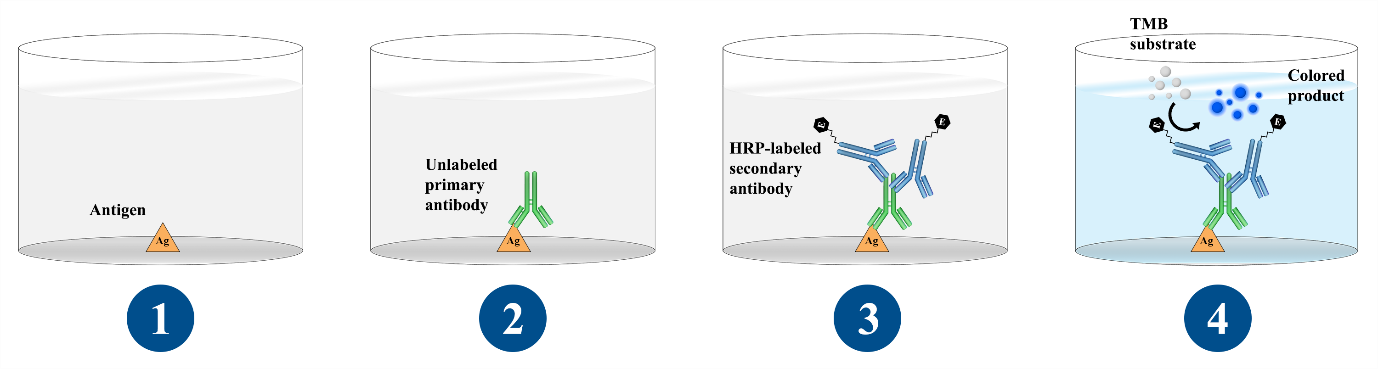 Antigen
Ag
1
Unlabeled
primary
antibody
Ag
2
HRP-labeled
secondary
antibody
E
E
Ag
3
TMB
substrate
Colored
product
E
E
Ag
4